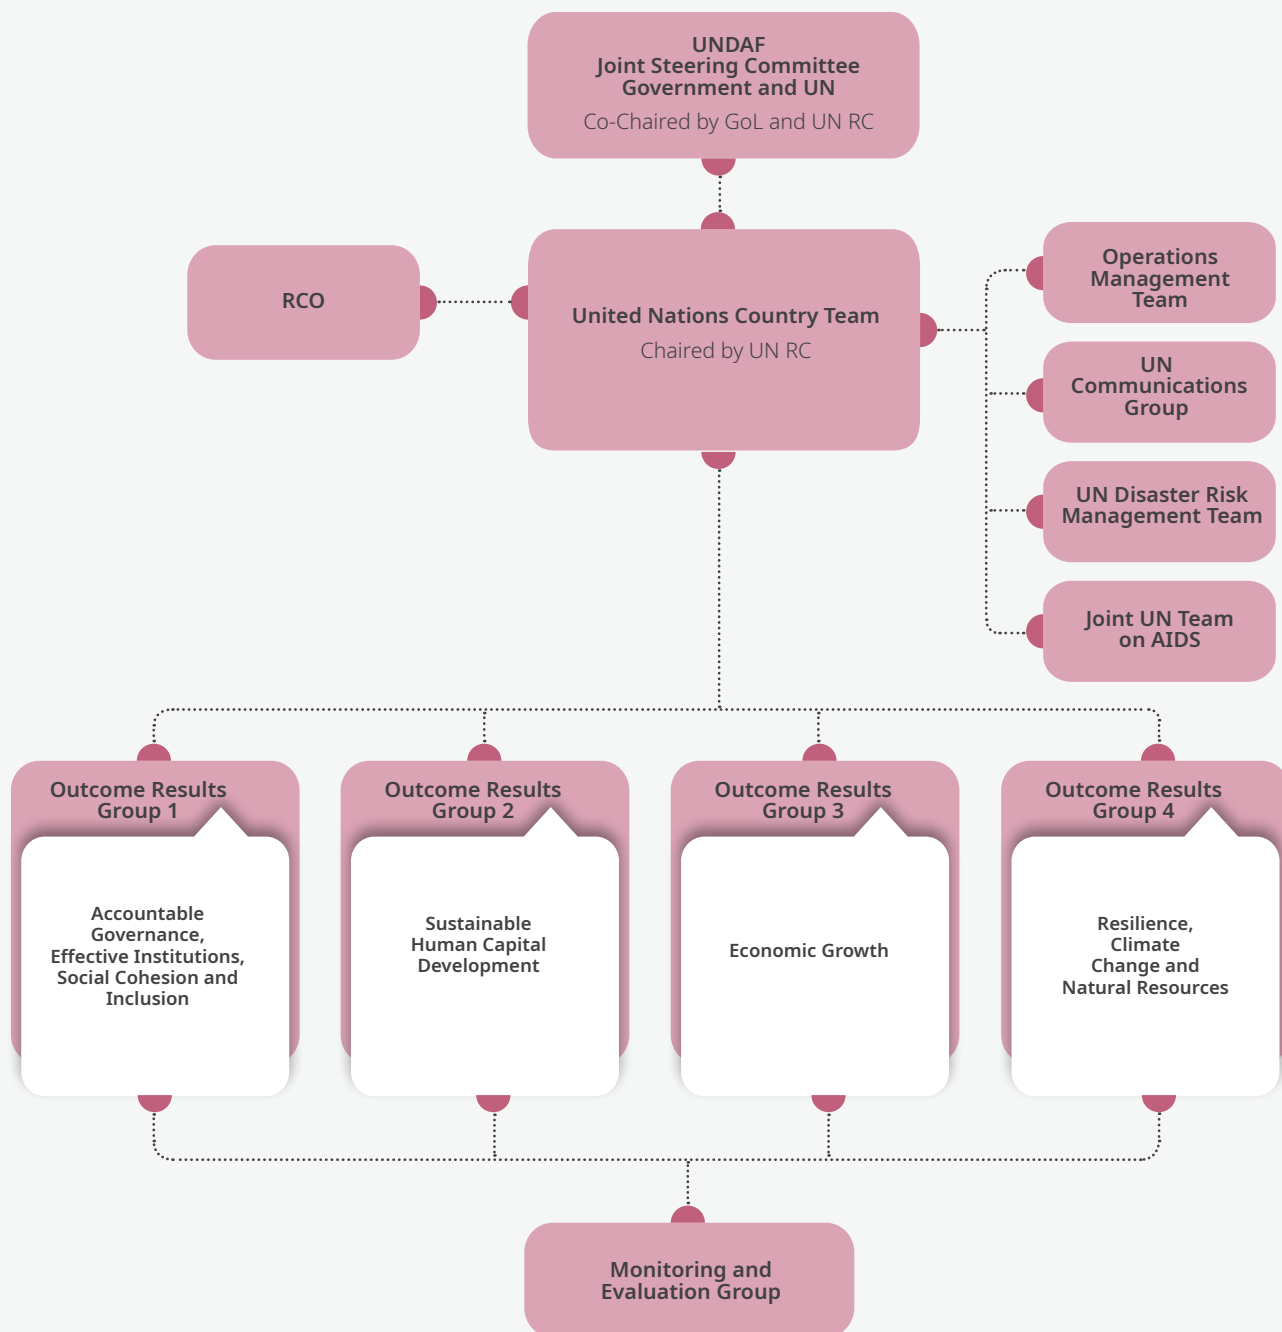 UNDAF
Joint Steering Committee
Government and UN
Co-Chaired by GoL and UN RC
RCO
United Nations Country Team
Chaired by UN RC
Operations
Management
Team
UN
Communications
Group
UN Disaster Risk
Management Team
Joint UN Team
on AIDS
Outcome Results
Group 1
Accountable
Governance,
Effective Institutions,
Social Cohesion and
Inclusion
Outcome Results
Group 2
Sustainable
Human Capital
Development
Outcome Results
Group 3
Economic Growth
Outcome Results
Group 4
Resilience,
Climate
Change and
Natural Resources
Monitoring and
Evaluation Group